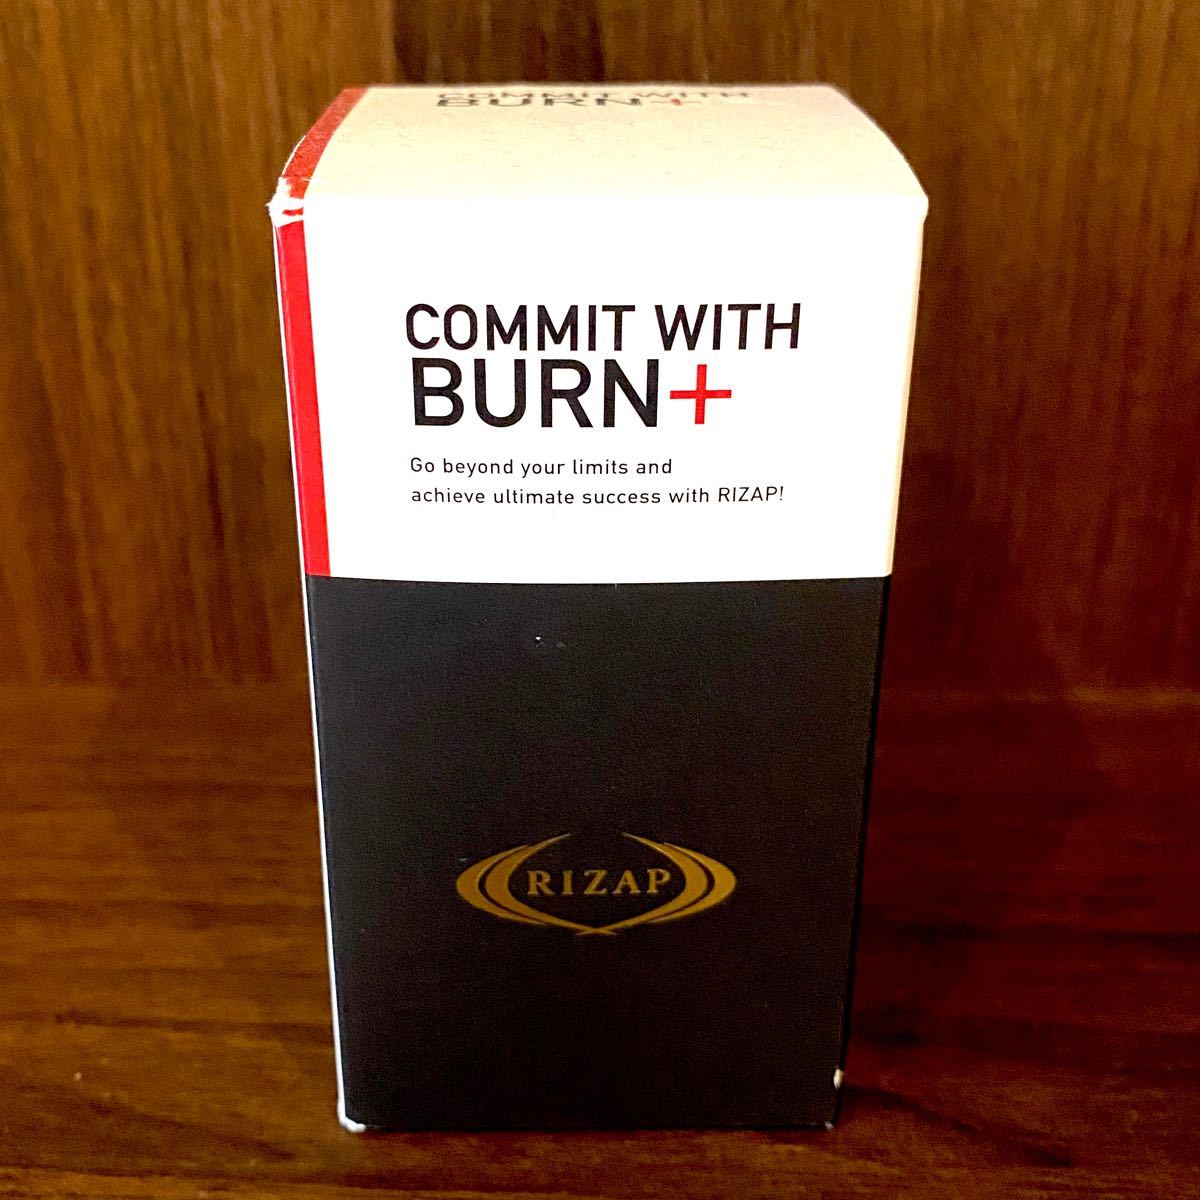 COMMIT WITH
BURN+
COMMIT WITH
BURN+
Go beyond your limits and
achieve ultimate success with RIZAP!
RIZAP